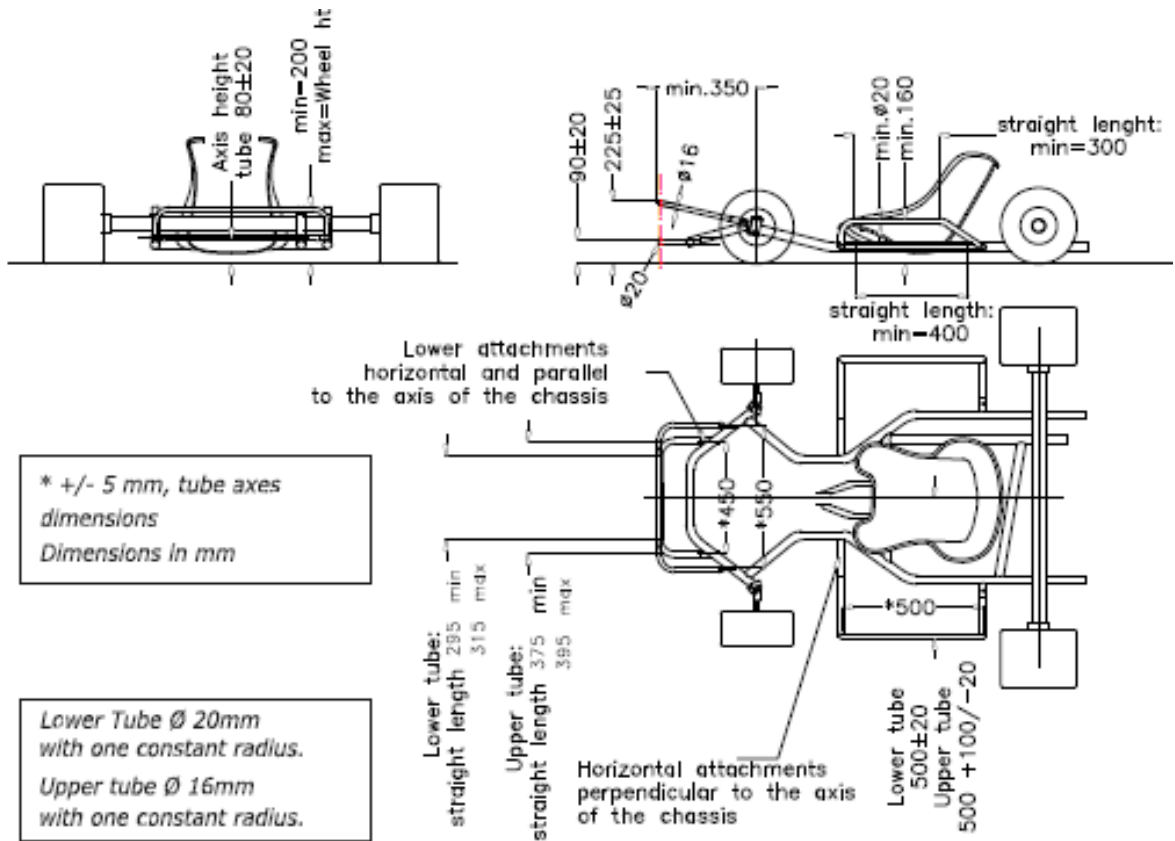 Axis height
tube 80±20
min=200
max=Wheel ht
90±20
225±25
min.350
ø16
ø20
min.ø20
min.160
straight lenght:
min=300
straight length:
min=400
Lower attachments
horizontal and parallel
to the axis of the chassis
* +/- 5 mm, tube axes
dimensions
Dimensions in mm
*450
*550
*500
Lower tube:
straight length 295 min
315 max
Upper tube:
straight length 375 min
395 max
Lower Tube Ø 20mm
with one constant radius.
Upper tube Ø 16mm
with one constant radius.
Horizontal attachments
perpendicular to the axis
of the chassis
Lower tube
500±20
Upper tube
500 +100/-20